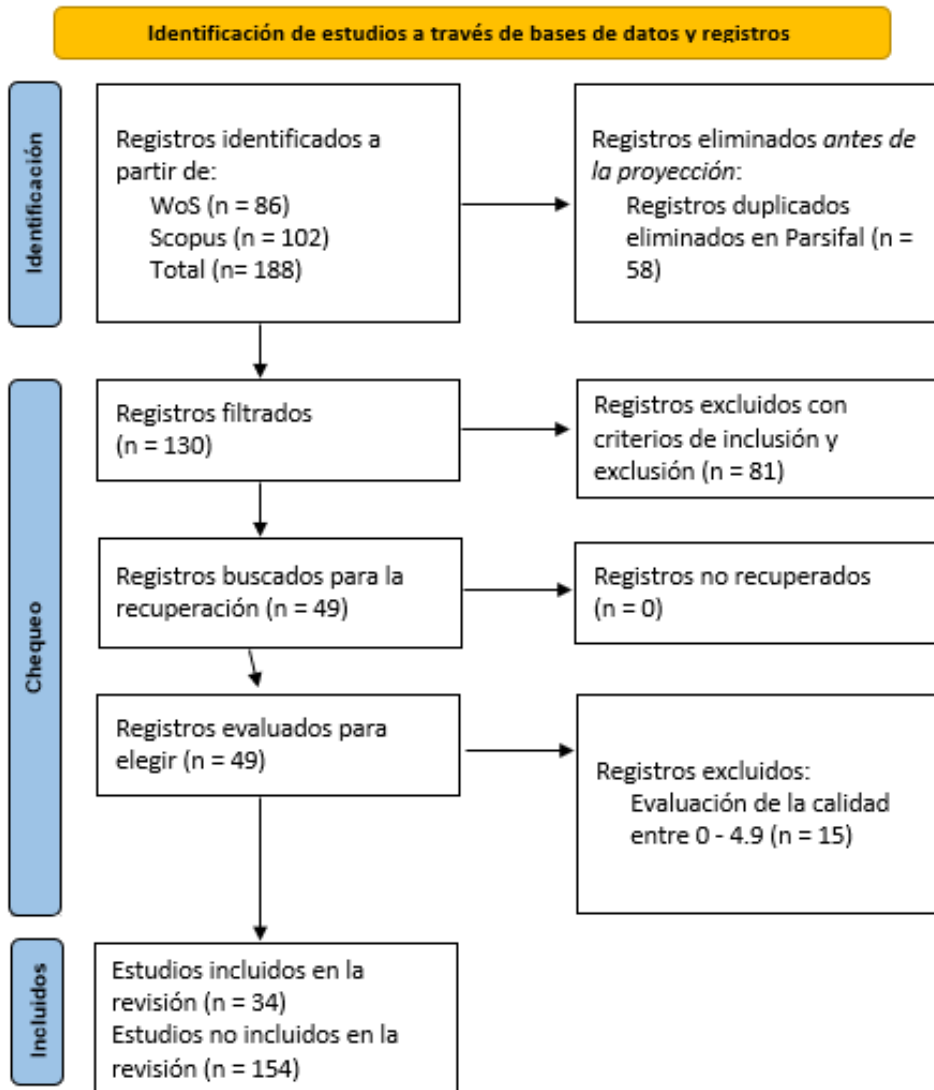 Identificación de estudios a través de bases de datos y registros
Identificación
Registros identificados a
partir de:
WoS (n = 86)
Scopus (n = 102)
Total (n= 188)
Registros eliminados antes de
la proyección:
Registros duplicados
eliminados en Parsifal (n =
58)
Chequeo
Registros filtrados
(n = 130)
Registros excluidos con
criterios de inclusión y
exclusión (n = 81)
Registros buscados para la
recuperación (n = 49)
Registros no recuperados
(n = 0)
Registros evaluados para
elegir (n = 49)
Registros excluidos:
Evaluación de la calidad
entre 0 - 4.9 (n = 15)
Incluidos
Estudios incluidos en la
revisión (n = 34)
Estudios no incluidos en la
revisión (n = 154)